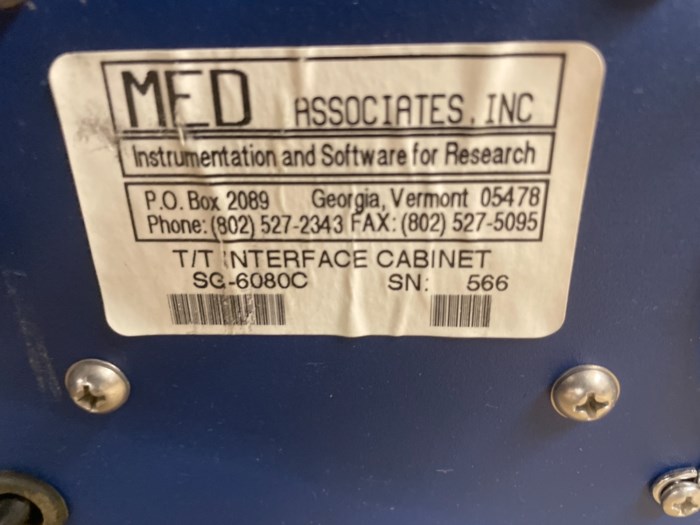 MED ASSOCIATES, INC
Instrumentation and Software for Research
P.O. Box 2089 Georgia, Vermont 05478
Phone: (802) 527-2343 FAX: (802) 527-5095
T/T INTERFACE CABINET
SG-6080C SN: 566